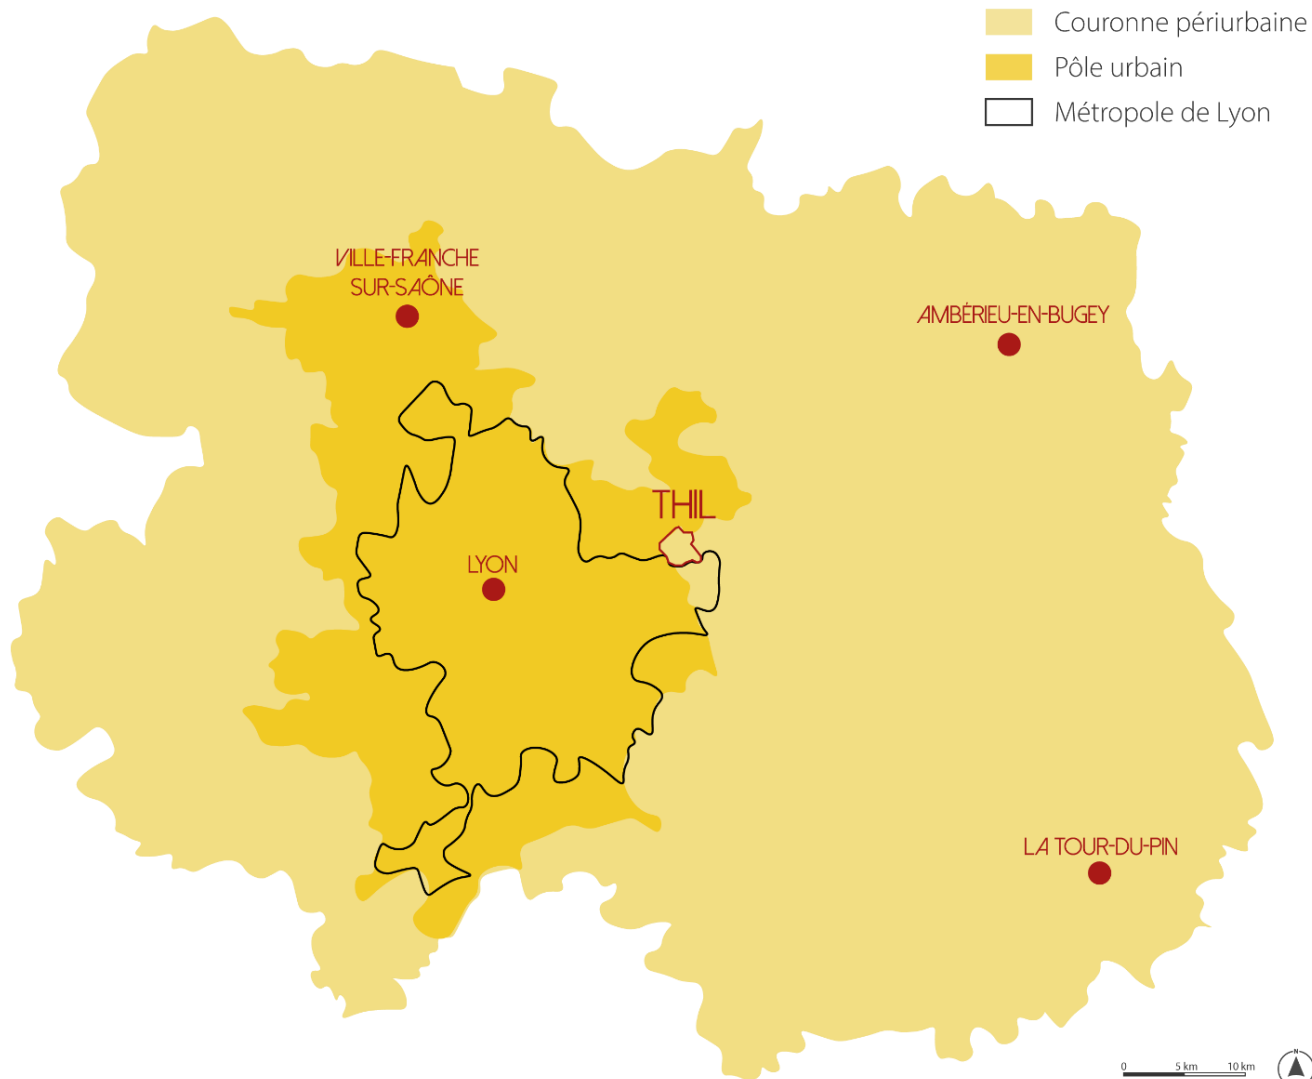 Couronne périurbaine
Pôle urbain
Métropole de Lyon
VILLE-FRANCHE
SUR-SAÔNE
AMBÉRIEU-EN-BUGEY
THIL
LYON
LA TOUR-DU-PIN
0 5 km 10 km
N